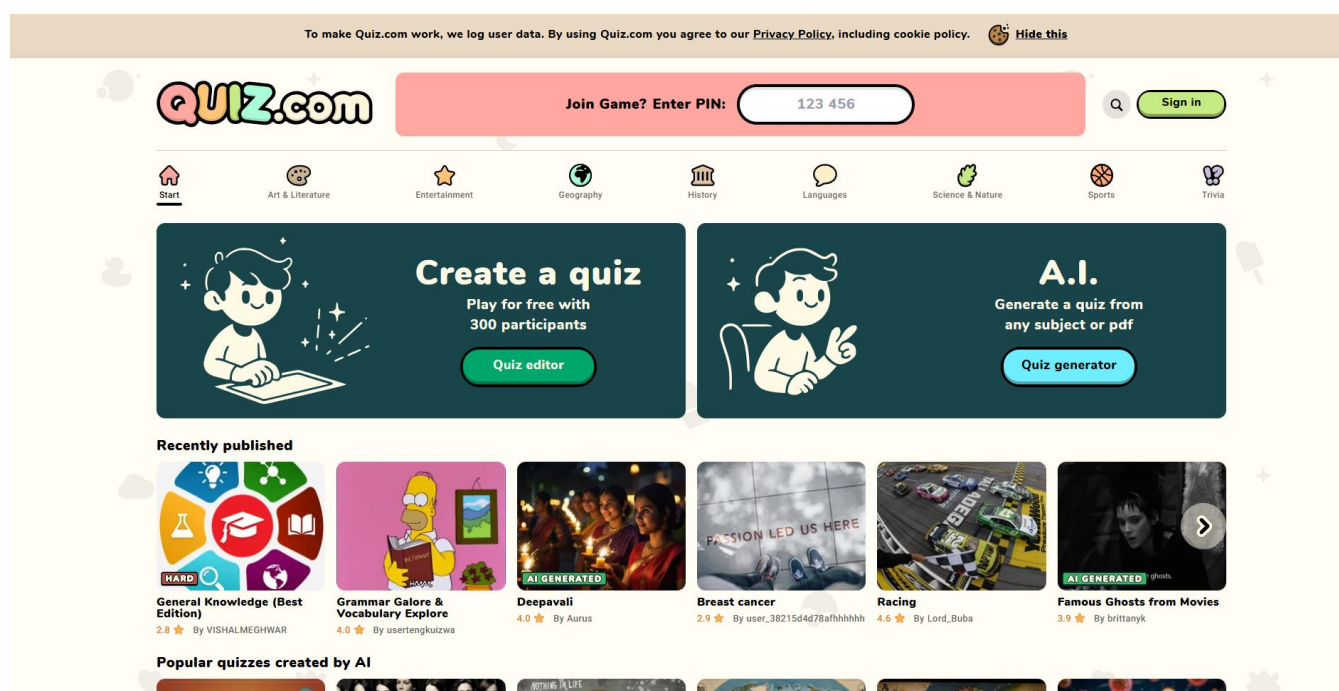 To make Quiz.com work, we log user data. By using Quiz.com you agree to our Privacy Policy, including cookie policy.
Hide this
QUIZ.com
Join Game? Enter PIN:
123 456
Sign in
Start
Art & Literature
Entertainment
Geography
History
Languages
Science & Nature
Sports
Trivia
Create a quiz
Play for free with
300 participants
Quiz editor
A.I.
Generate a quiz from
any subject or pdf
Quiz generator
Recently published
HARD
General Knowledge (Best
Edition)
2.8 By VISHALMEGHWAR
Grammar Galore &
Vocabulary Explore
4.0 By usertengkuizwa
AI GENERATED
Deepavali
4.0 By Aurus
PASSION LED US HERE
Breast cancer
2.9 By user_38215d4d78afhhhhhh
Racing
4.6 By Lord_Buba
ghosts.
AI GENERATED
Famous Ghosts from Movies
3.9 By brittanyk
Popular quizzes created by AI
NOTHING IN LIFE